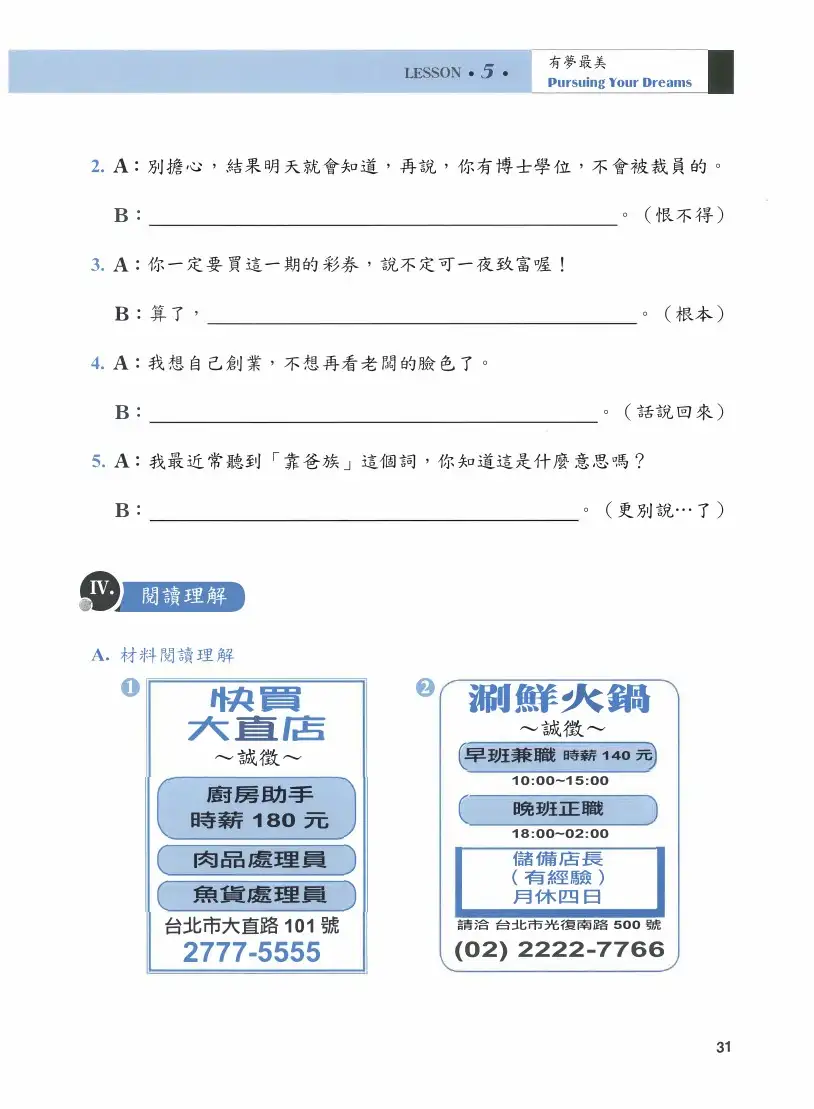 LESSON • 5 •
有夢最美
Pursuing Your Dreams
2. A：別擔心，結果明天就會知道，再說，你有博士學位，不會被裁員的。
B：＿＿＿＿＿＿＿＿＿＿＿＿＿＿＿＿＿＿＿＿＿＿＿＿。（恨不得）
3. A：你一定要買這一期的彩券，說不定可一夜致富喔！
B：算了，＿＿＿＿＿＿＿＿＿＿＿＿＿＿＿＿＿＿＿＿＿＿。（根本）
4. A：我想自己創業，不想再看老闆的臉色了。
B：＿＿＿＿＿＿＿＿＿＿＿＿＿＿＿＿＿＿＿＿＿＿＿。（話說回來）
5. A：我最近常聽到「靠爸族」這個詞，你知道這是什麼意思嗎？
B：＿＿＿＿＿＿＿＿＿＿＿＿＿＿＿＿＿＿＿＿＿＿。（更別說…了）
IV. 閱讀理解
A. 材料閱讀理解
1
快買
大直店
～誠徵～
廚房助手
時薪 180 元
肉品處理員
魚貨處理員
台北市大直路 101 號
2777-5555
2
涮鮮火鍋
～誠徵～
早班兼職 時薪 140 元
10:00~15:00
晚班正職
18:00~02:00
儲備店長
（有經驗）
月休四日
請洽 台北市光復南路 500 號
(02) 2222-7766
31